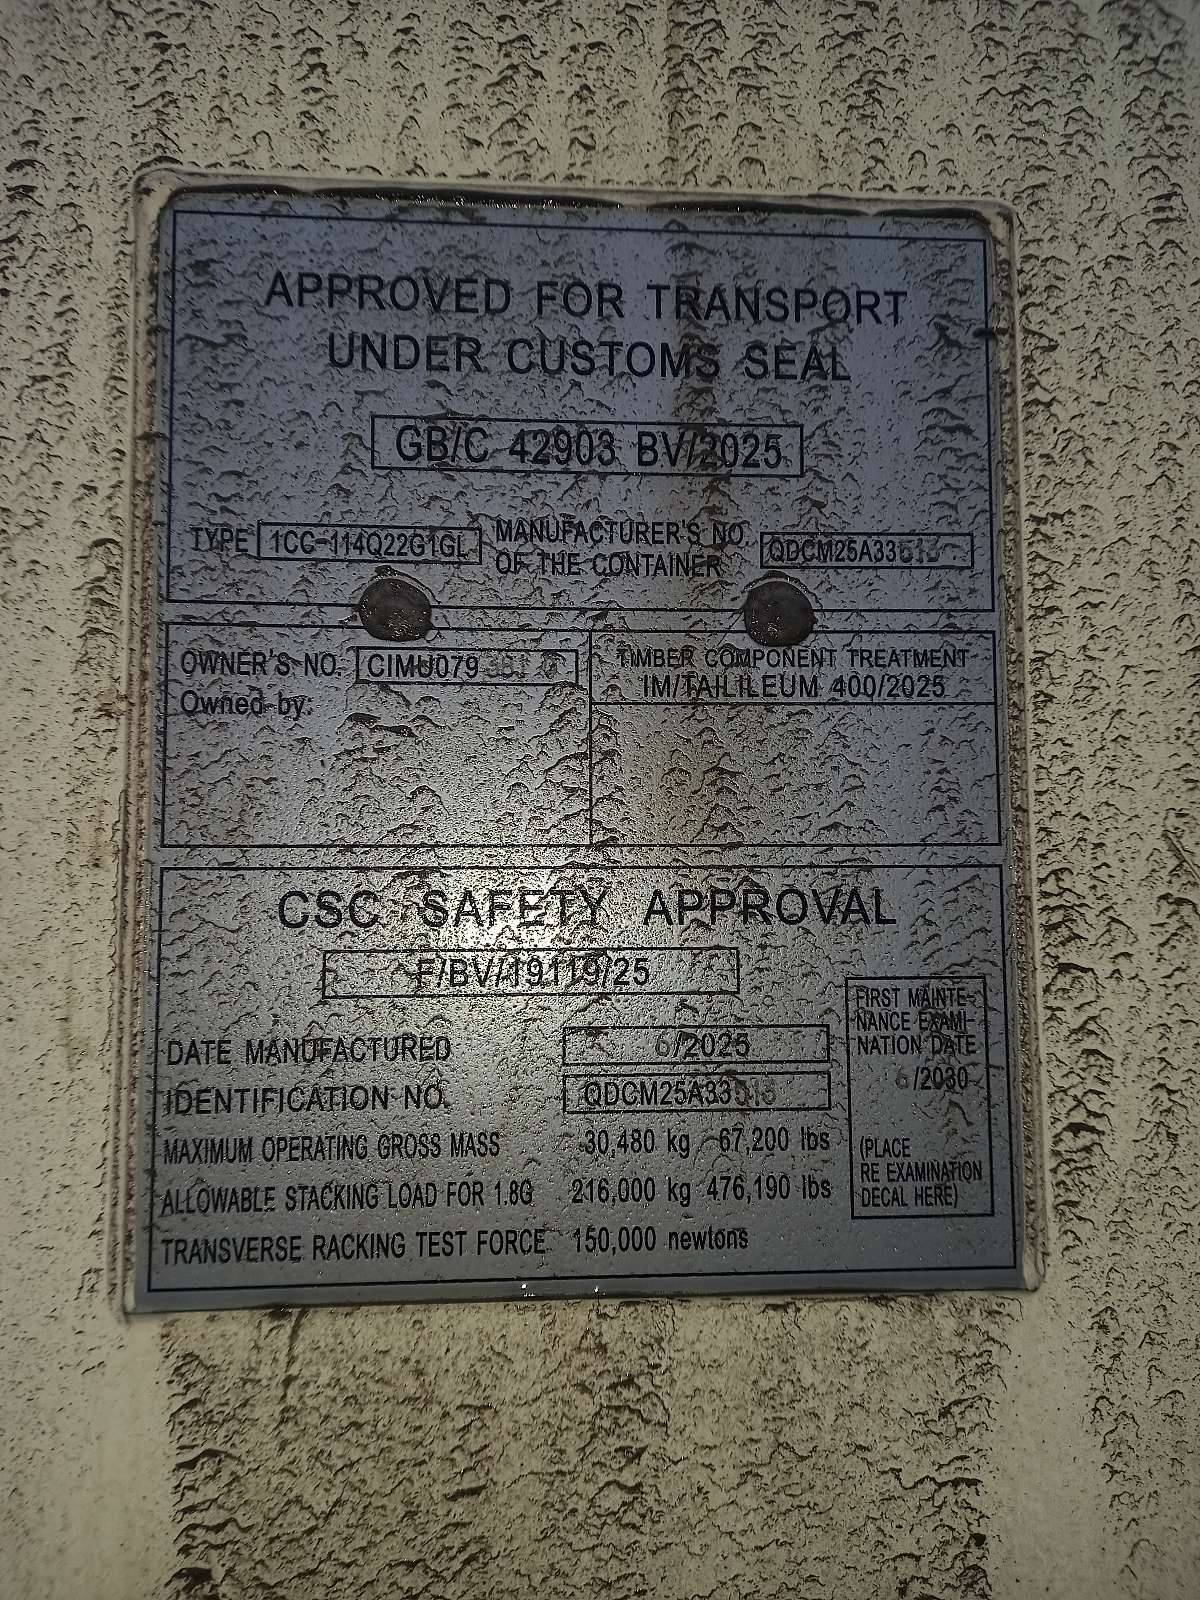 APPROVED FOR TRANSPORT
UNDER CUSTOMS SEAL
GB/C 42903 BV/2025
TYPE 1CC-114Q22G1GL MANUFACTURER'S NO.
OF THE CONTAINER
OWNER'S NO.
Owned by:
TIMBER COMPONENT TREATMENT
IM/TAILILEUM 400/2025
CSC SAFETY APPROVAL
F/BV/19119/25
DATE MANUFACTURED 6/2025
IDENTIFICATION NO.
MAXIMUM OPERATING GROSS MASS 30,480 kg 67,200 lbs
ALLOWABLE STACKING LOAD FOR 1.8G 216,000 kg 476,190 lbs
TRANSVERSE RACKING TEST FORCE 150,000 newtons
FIRST MAINTE-
NANCE EXAMI-
NATION DATE
6/2030
(PLACE
RE EXAMINATION
DECAL HERE)